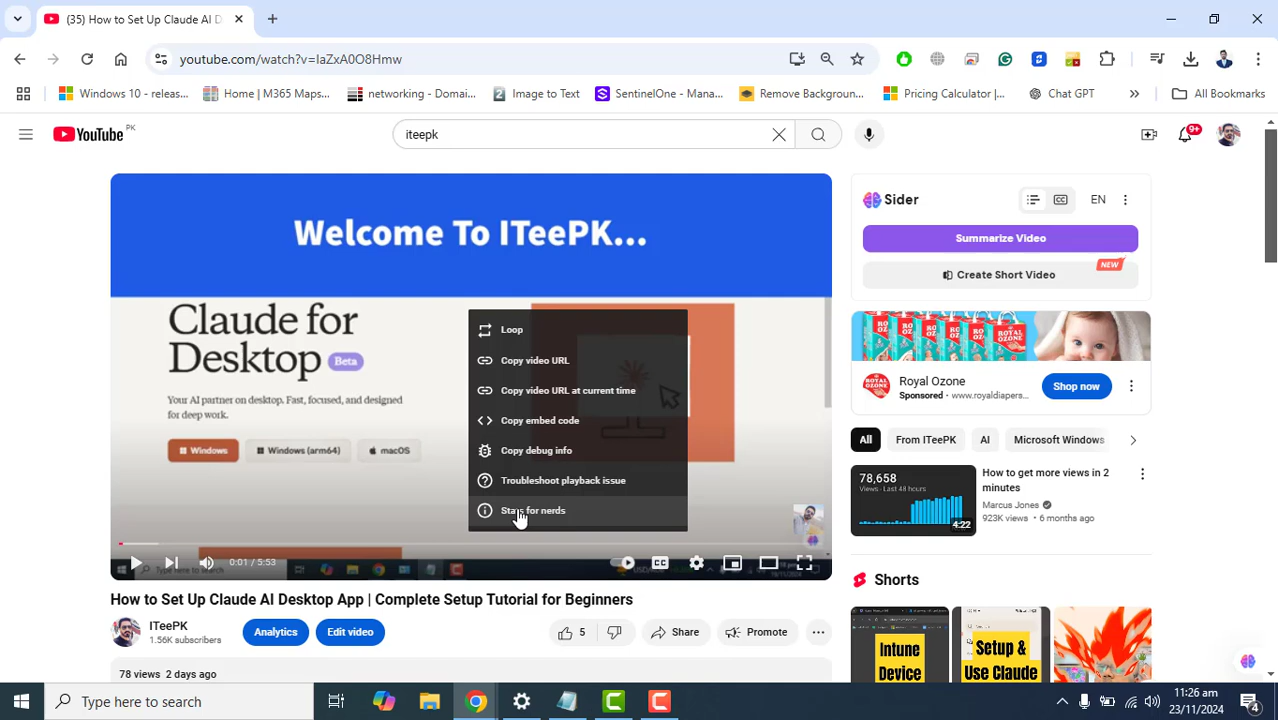 (35) How to Set Up Claude AI D
youtube.com/watch?v=IaZxA0O8Hmw
Windows 10 - releas...
Home | M365 Maps...
networking - Domai...
Image to Text
SentinelOne - Mana...
Remove Backgroun...
Pricing Calculator |...
Chat GPT
All Bookmarks
YouTube PK
iteepk
9+
Welcome To ITeePK...
Claude for
Desktop Beta
Your AI partner on desktop. Fast, focused, and designed
for deep work.
Windows
Windows (arm64)
macOS
Loop
Copy video URL
Copy video URL at current time
Copy embed code
Copy debug info
Troubleshoot playback issue
Stats for nerds
0:01 / 5:53
How to Set Up Claude AI Desktop App | Complete Setup Tutorial for Beginners
ITeePK
1.56K subscribers
Analytics
Edit video
5
Share
Promote
78 views 2 days ago
Sider
CC
EN
Summarize Video
NEW
Create Short Video
Royal Ozone
Sponsored · www.royaldiapers...
Shop now
All
From ITeePK
AI
Microsoft Windows
78,658
Views - Last 48 hours
4:22
How to get more views in 2
minutes
Marcus Jones
923K views · 6 months ago
Shorts
Intune
Device
Setup &
Use Claude
Type here to search
11:26 am
23/11/2024
4